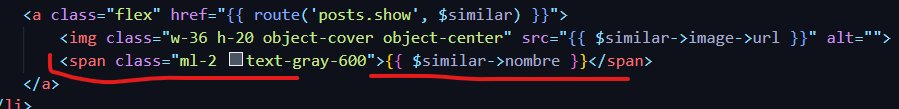 <a class="flex" href="{{ route('posts.show', $similar) }}">
<img class="w-36 h-20 object-cover object-center" src="{{ $similar->image->url }}" alt="">
<span class="ml-2 text-gray-600">{{ $similar->nombre }}</span>
</a>
</li>